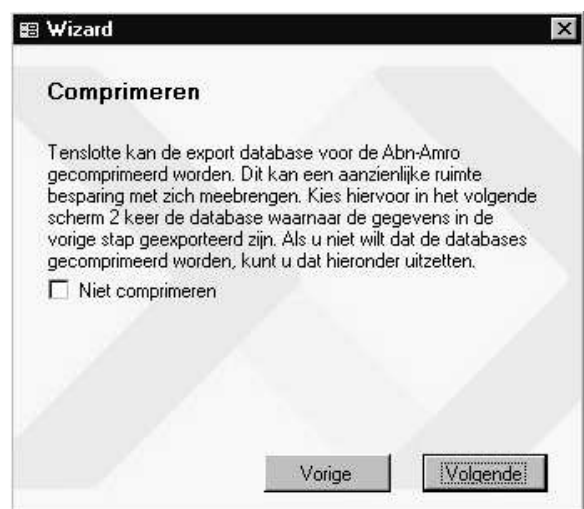 Wizard
Comprimeren
Tenslotte kan de export database voor de Abn-Amro
gecomprimeerd worden. Dit kan een aanzienlijke ruimte
besparing met zich meebrengen. Kies hiervoor in het volgende
scherm 2 keer de database waarnaar de gegevens in de
vorige stap geexporteerd zijn. Als u niet wilt dat de databases
gecomprimeerd worden, kunt u dat hieronder uitzetten.
Niet comprimeren
Vorige
Volgende